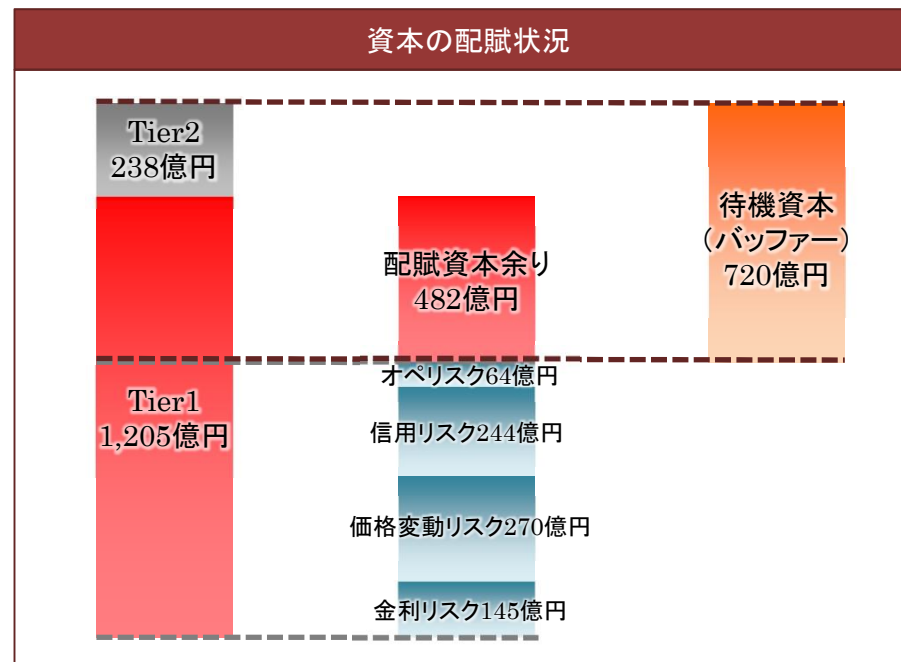 資本の配賦状況
Tier2
238億円
Tier1
1,205億円
配賦資本余り
482億円
オペリスク64億円
信用リスク244億円
価格変動リスク270億円
金利リスク145億円
待機資本
（バッファー）
720億円